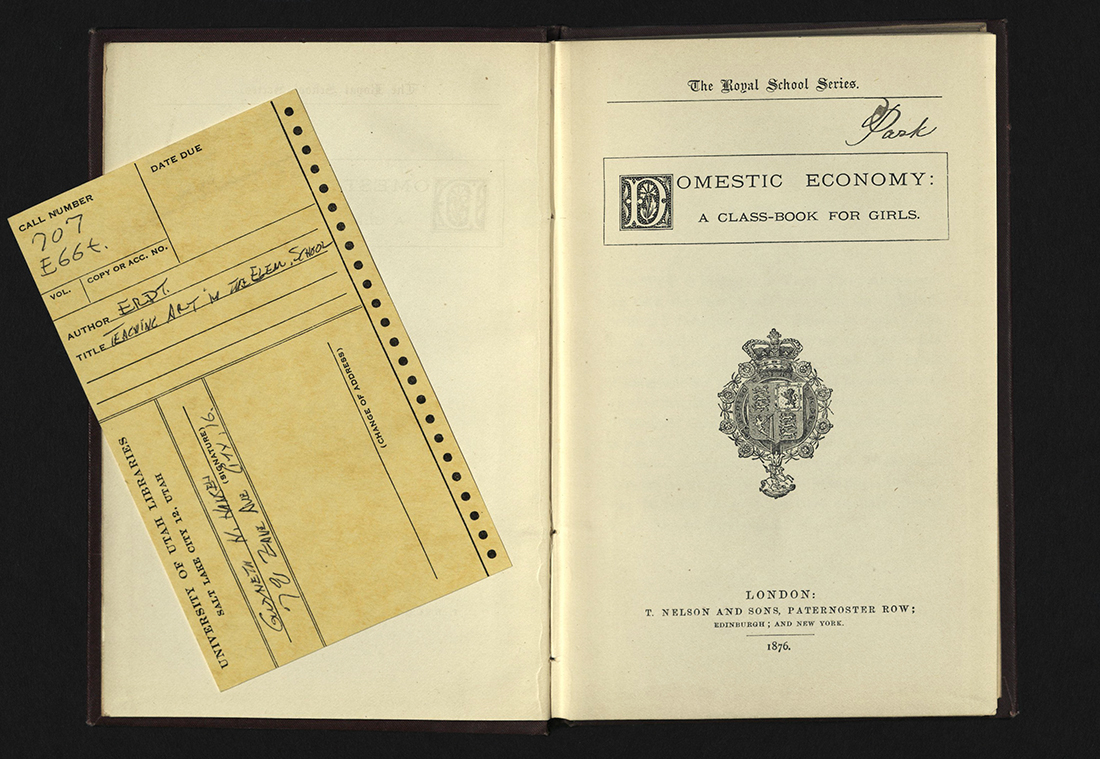 CALL NUMBER
707
E66t.
DATE DUE
VOL.
COPY OR ACC. NO.
AUTHOR ERDT.
TITLE TEACHING ART IN THE ELEM. SCHOOL
(CHANGE OF ADDRESS)
(SIGNATURE)
GWYNETH
AVE
UNIVERSITY OF UTAH LIBRARIES
SALT LAKE CITY 12, UTAH
The Royal School Series.
Park
DOMESTIC ECONOMY:
A CLASS-BOOK FOR GIRLS.
LONDON:
T. NELSON AND SONS, PATERNOSTER ROW;
EDINBURGH; AND NEW YORK.
1876.